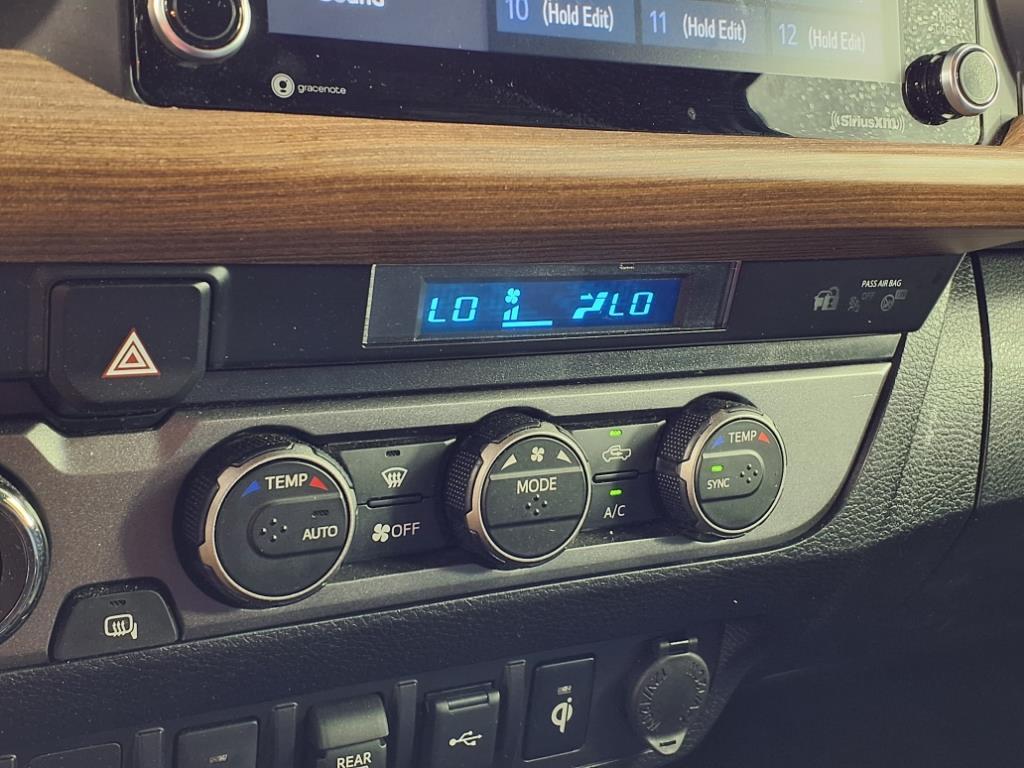 Sound
10 (Hold Edit)
11 (Hold Edit)
12 (Hold Edit)
gracenote
SiriusXM
LO LO
PASS AIR BAG
OFF
TEMP
AUTO
OFF
MODE
A/C
TEMP
SYNC
REAR